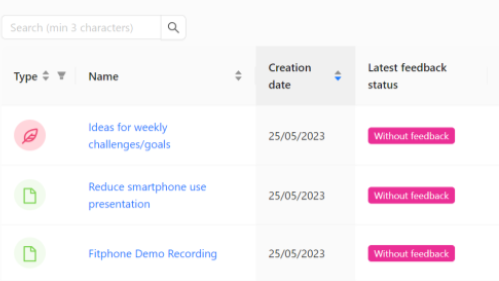 Search (min 3 characters)
Type Name Creation date Latest feedback status
Ideas for weekly challenges/goals 25/05/2023 Without feedback
Reduce smartphone use presentation 25/05/2023 Without feedback
Fitphone Demo Recording 25/05/2023 Without feedback